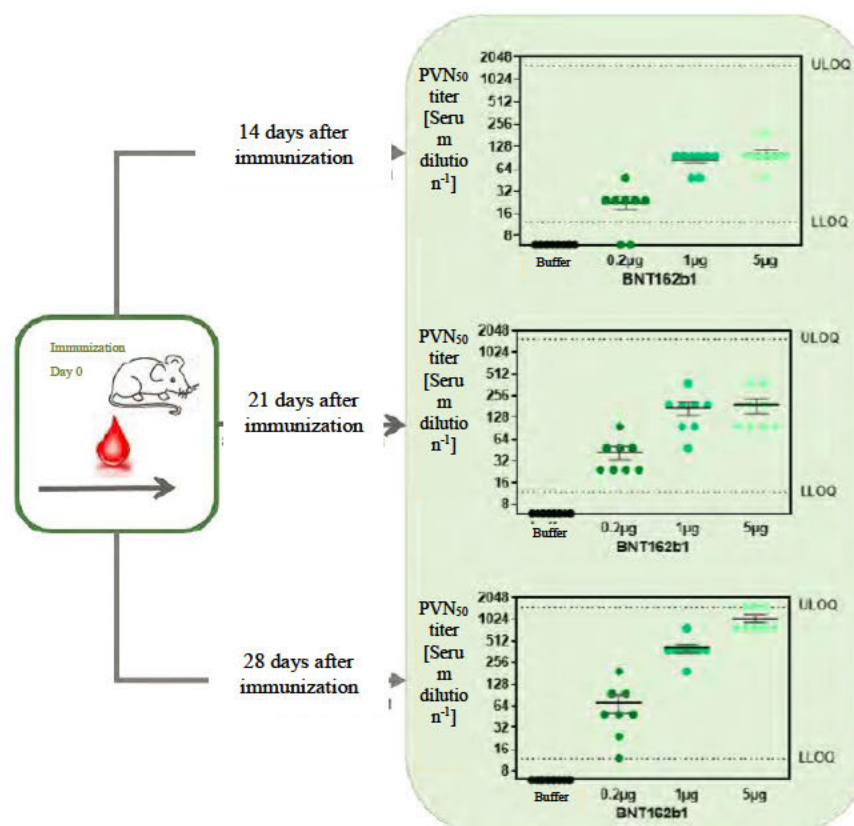 Immunization
Day 0
14 days after
immunization
21 days after
immunization
28 days after
immunization
PVN50
titer
[Seru
m
dilutio
n-1]
2048
1024
512
256
128
64
32
16
8
ULOQ
LLOQ
Buffer
0.2µg
1µg
5µg
BNT162b1
PVN50
titer
[Seru
m
dilutio
n-1]
2048
1024
512
256
128
64
32
16
8
ULOQ
LLOQ
Buffer
0.2µg
1µg
5µg
BNT162b1
PVN50
titer
[Seru
m
dilutio
n-1]
2048
1024
512
256
128
64
32
16
8
ULOQ
LLOQ
Buffer
0.2µg
1µg
5µg
BNT162b1